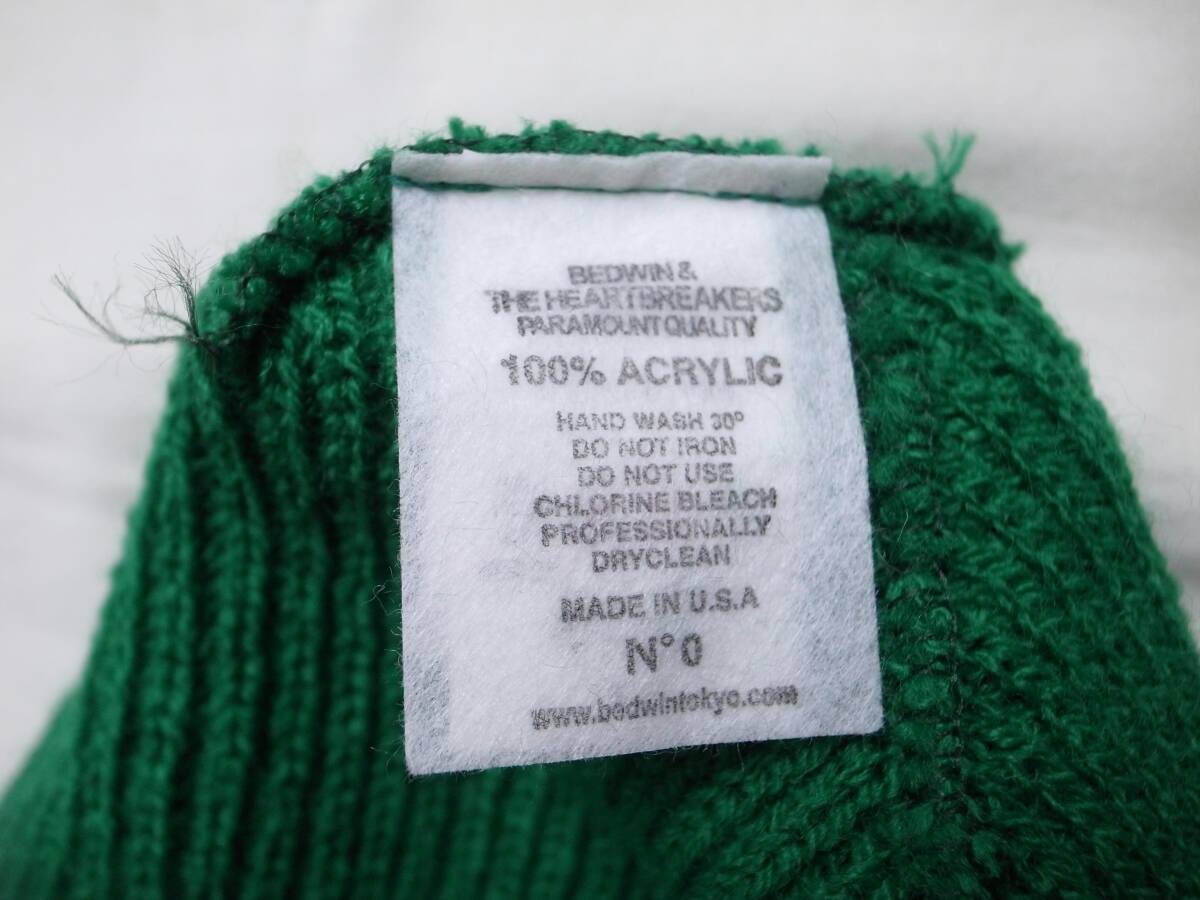 BEDWIN &
THE HEARTBREAKERS
PARAMOUNT QUALITY
100% ACRYLIC
HAND WASH 30°
DO NOT IRON
DO NOT USE
CHLORINE BLEACH
PROFESSIONALLY
DRYCLEAN
MADE IN U.S.A
N° 0
www.bedwintokyo.com